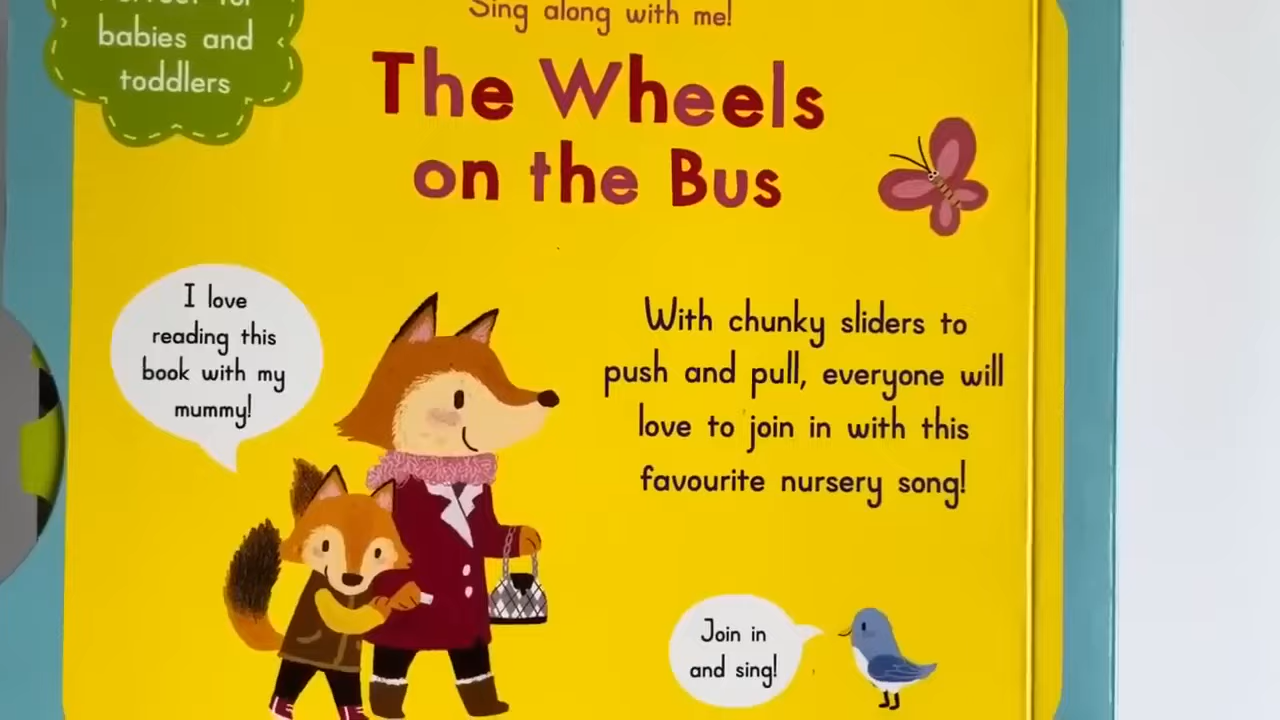 Perfect for
babies and
toddlers
Sing along with me!
The Wheels
on the Bus
I love
reading this
book with my
mummy!
With chunky sliders to
push and pull, everyone will
love to join in with this
favourite nursery song!
Join in
and sing!